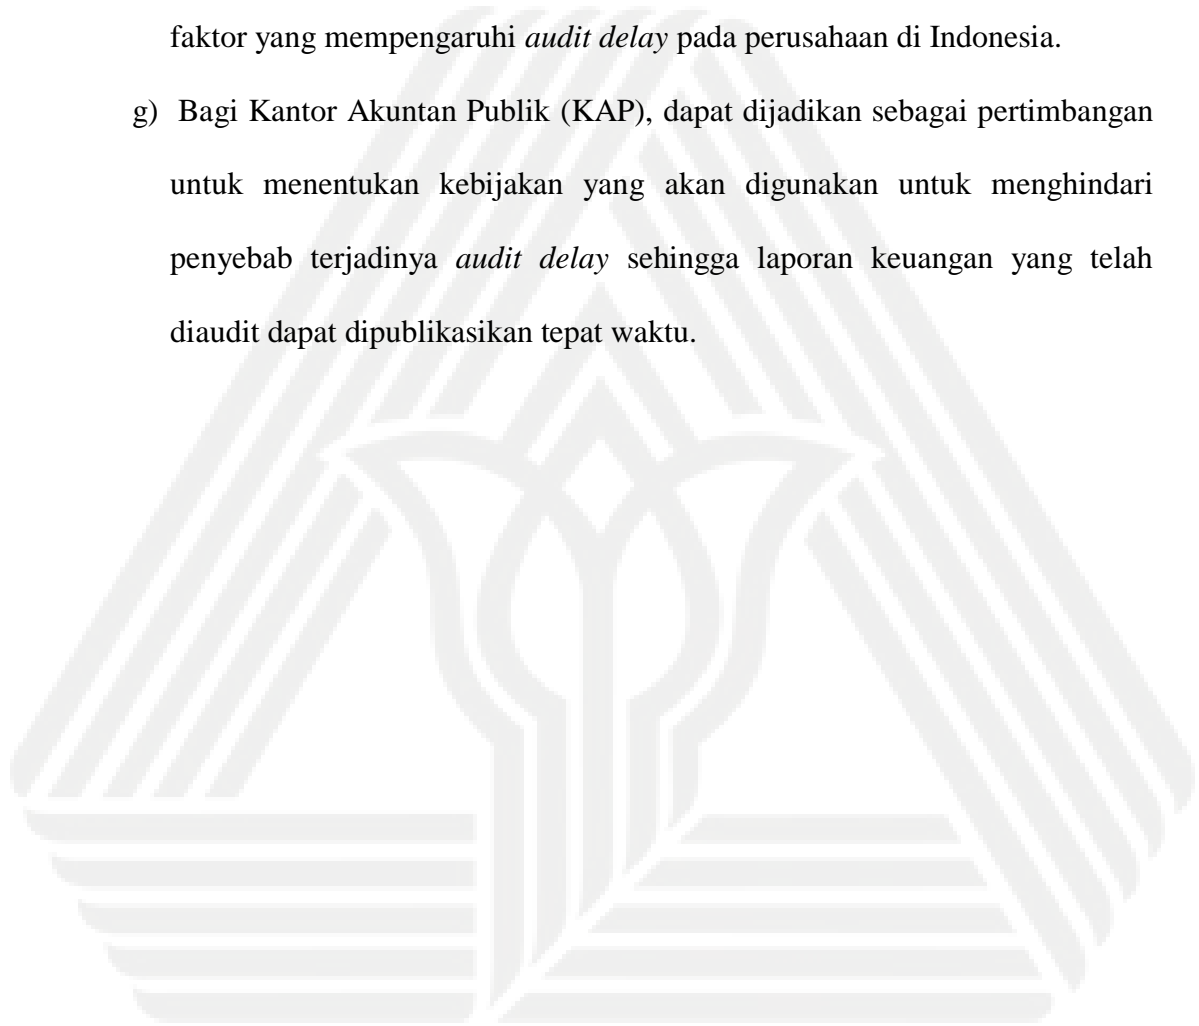 faktor yang mempengaruhi audit delay pada perusahaan di Indonesia.
g) Bagi Kantor Akuntan Publik (KAP), dapat dijadikan sebagai pertimbangan
untuk menentukan kebijakan yang akan digunakan untuk menghindari
penyebab terjadinya audit delay sehingga laporan keuangan yang telah
diaudit dapat dipublikasikan tepat waktu.